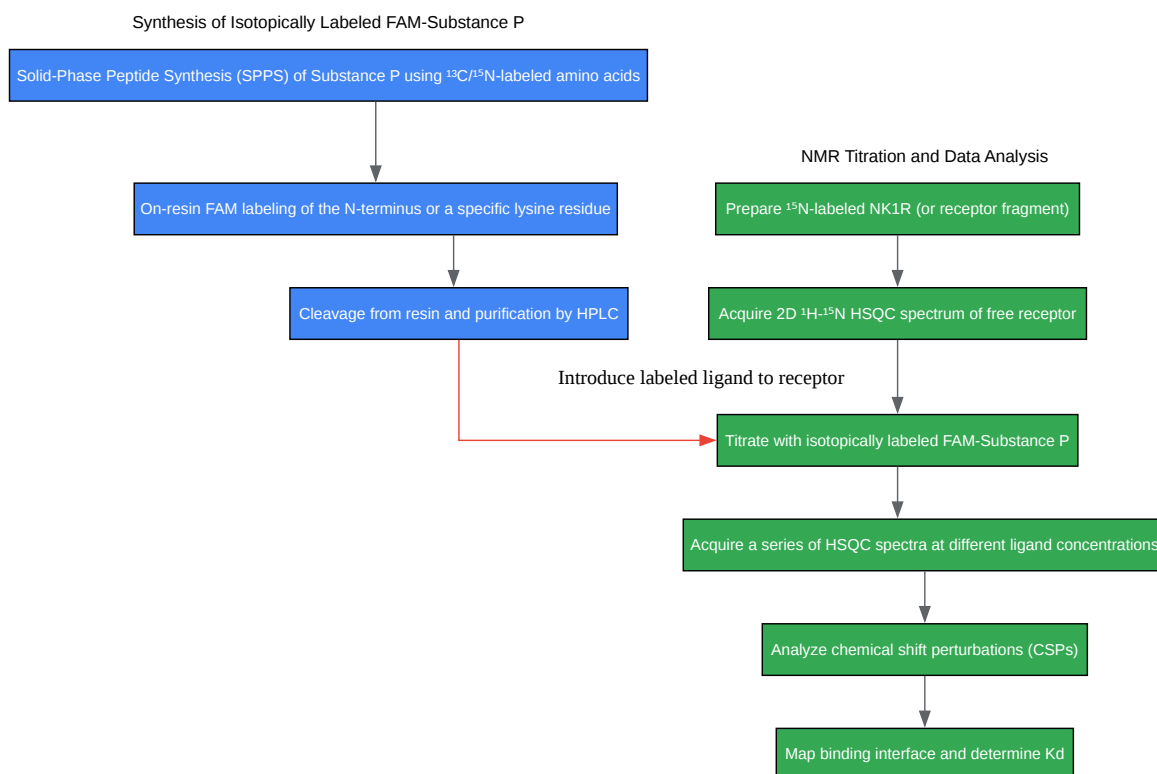 Synthesis of Isotopically Labeled FAM-Substance P
Solid-Phase Peptide Synthesis (SPPS) of Substance P using ¹³C/¹⁵N-labeled amino acids
On-resin FAM labeling of the N-terminus or a specific lysine residue
Cleavage from resin and purification by HPLC
NMR Titration and Data Analysis
Prepare ¹⁵N-labeled NK1R (or receptor fragment)
Acquire 2D ¹H-¹⁵N HSQC spectrum of free receptor
Introduce labeled ligand to receptor
Titrate with isotopically labeled FAM-Substance P
Acquire a series of HSQC spectra at different ligand concentrations
Analyze chemical shift perturbations (CSPs)
Map binding interface and determine Kd